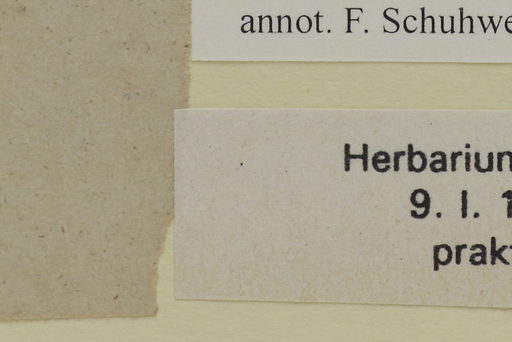 annot. F. Schuhwe
Herbarium
9. I. 1
prakt